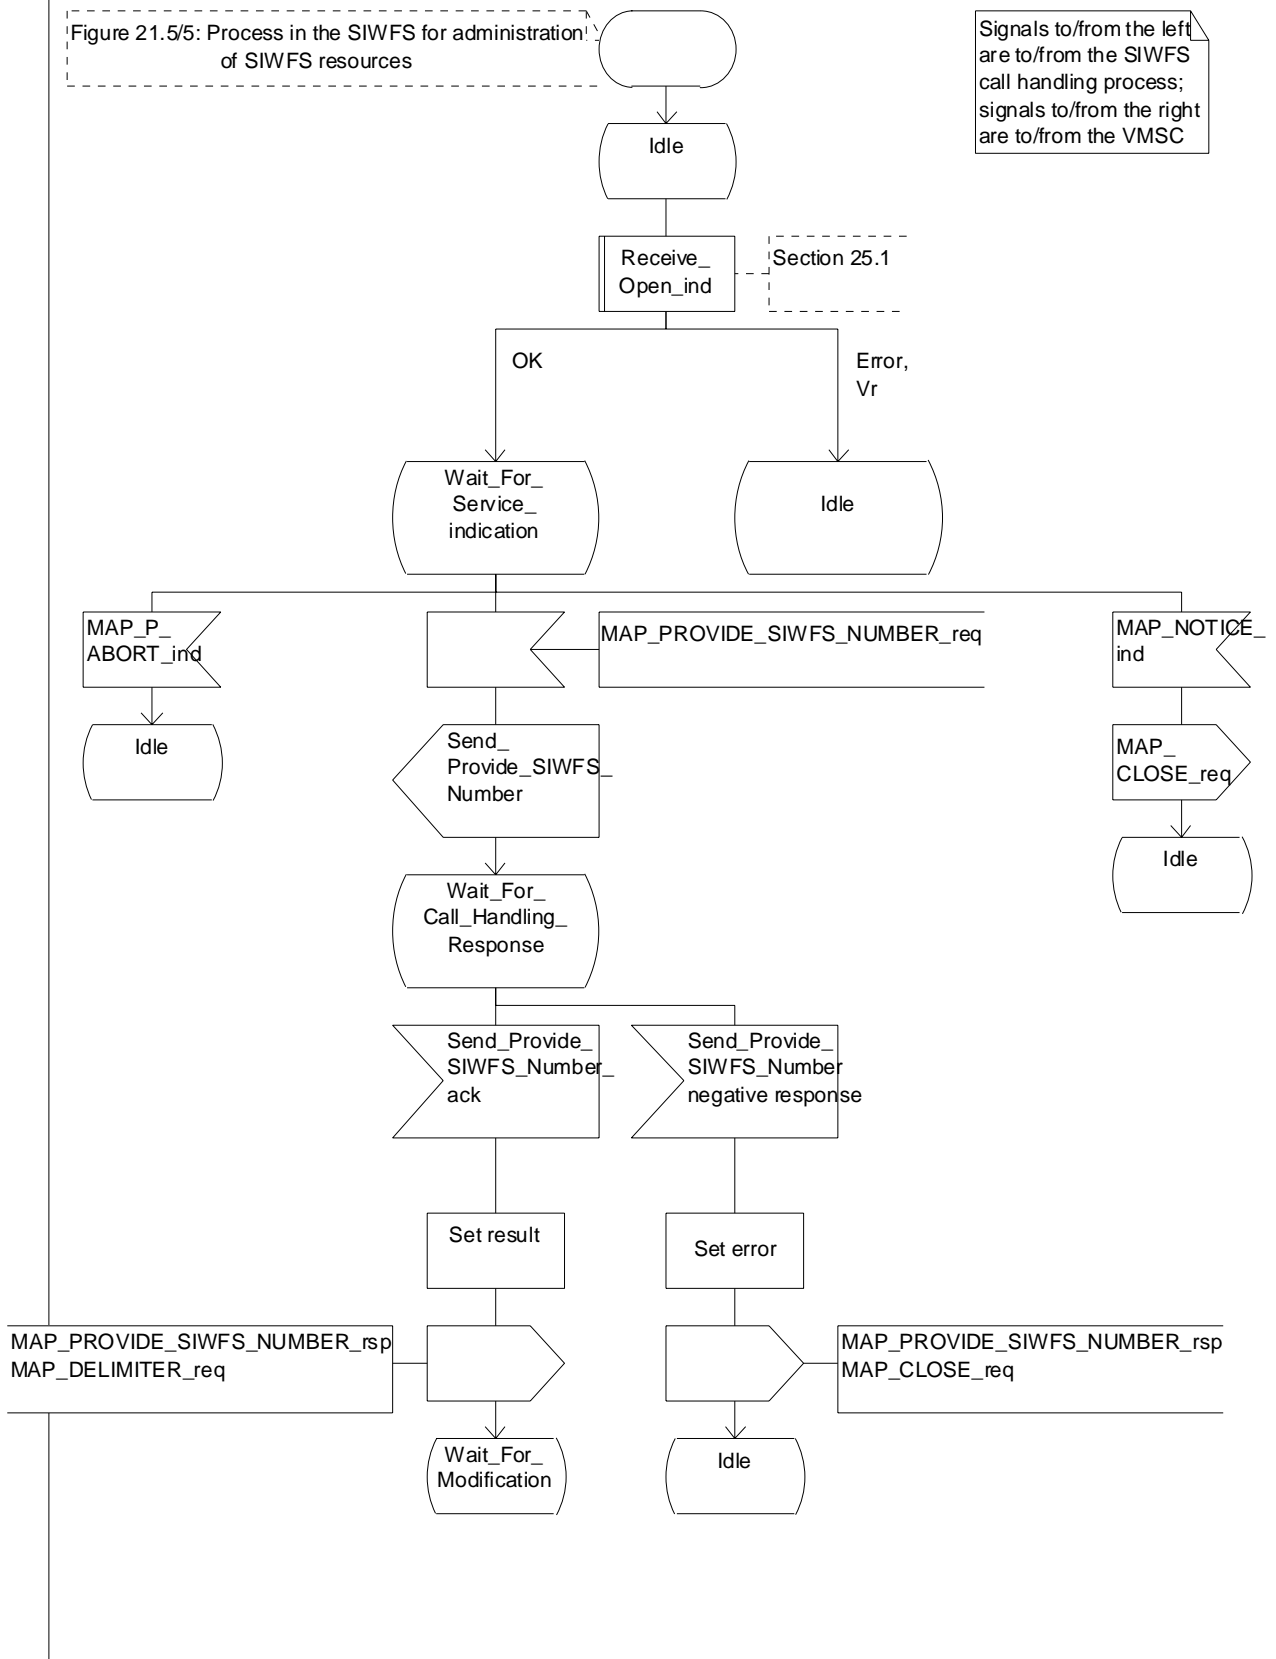 Figure 21.5/5: Process in the SIWFS for administration
of SIWFS resources
Signals to/from the left
are to/from the SIWFS
call handling process;
signals to/from the right
are to/from the VMSC
Idle
Receive_
Open_ind
Section 25.1
OK
Error,
Vr
Wait_For_
Service_
indication
Idle
MAP_P_
ABORT_ind
MAP_PROVIDE_SIWFS_NUMBER_req
MAP_NOTICE_
ind
Idle
Send_
Provide_SIWFS_
Number
MAP_
CLOSE_req
Idle
Wait_For_
Call_Handling_
Response
Send_Provide_
SIWFS_Number_
ack
Send_Provide_
SIWFS_Number
negative response
Set result
Set error
MAP_PROVIDE_SIWFS_NUMBER_rsp
MAP_DELIMITER_req
MAP_PROVIDE_SIWFS_NUMBER_rsp
MAP_CLOSE_req
Wait_For_
Modification
Idle